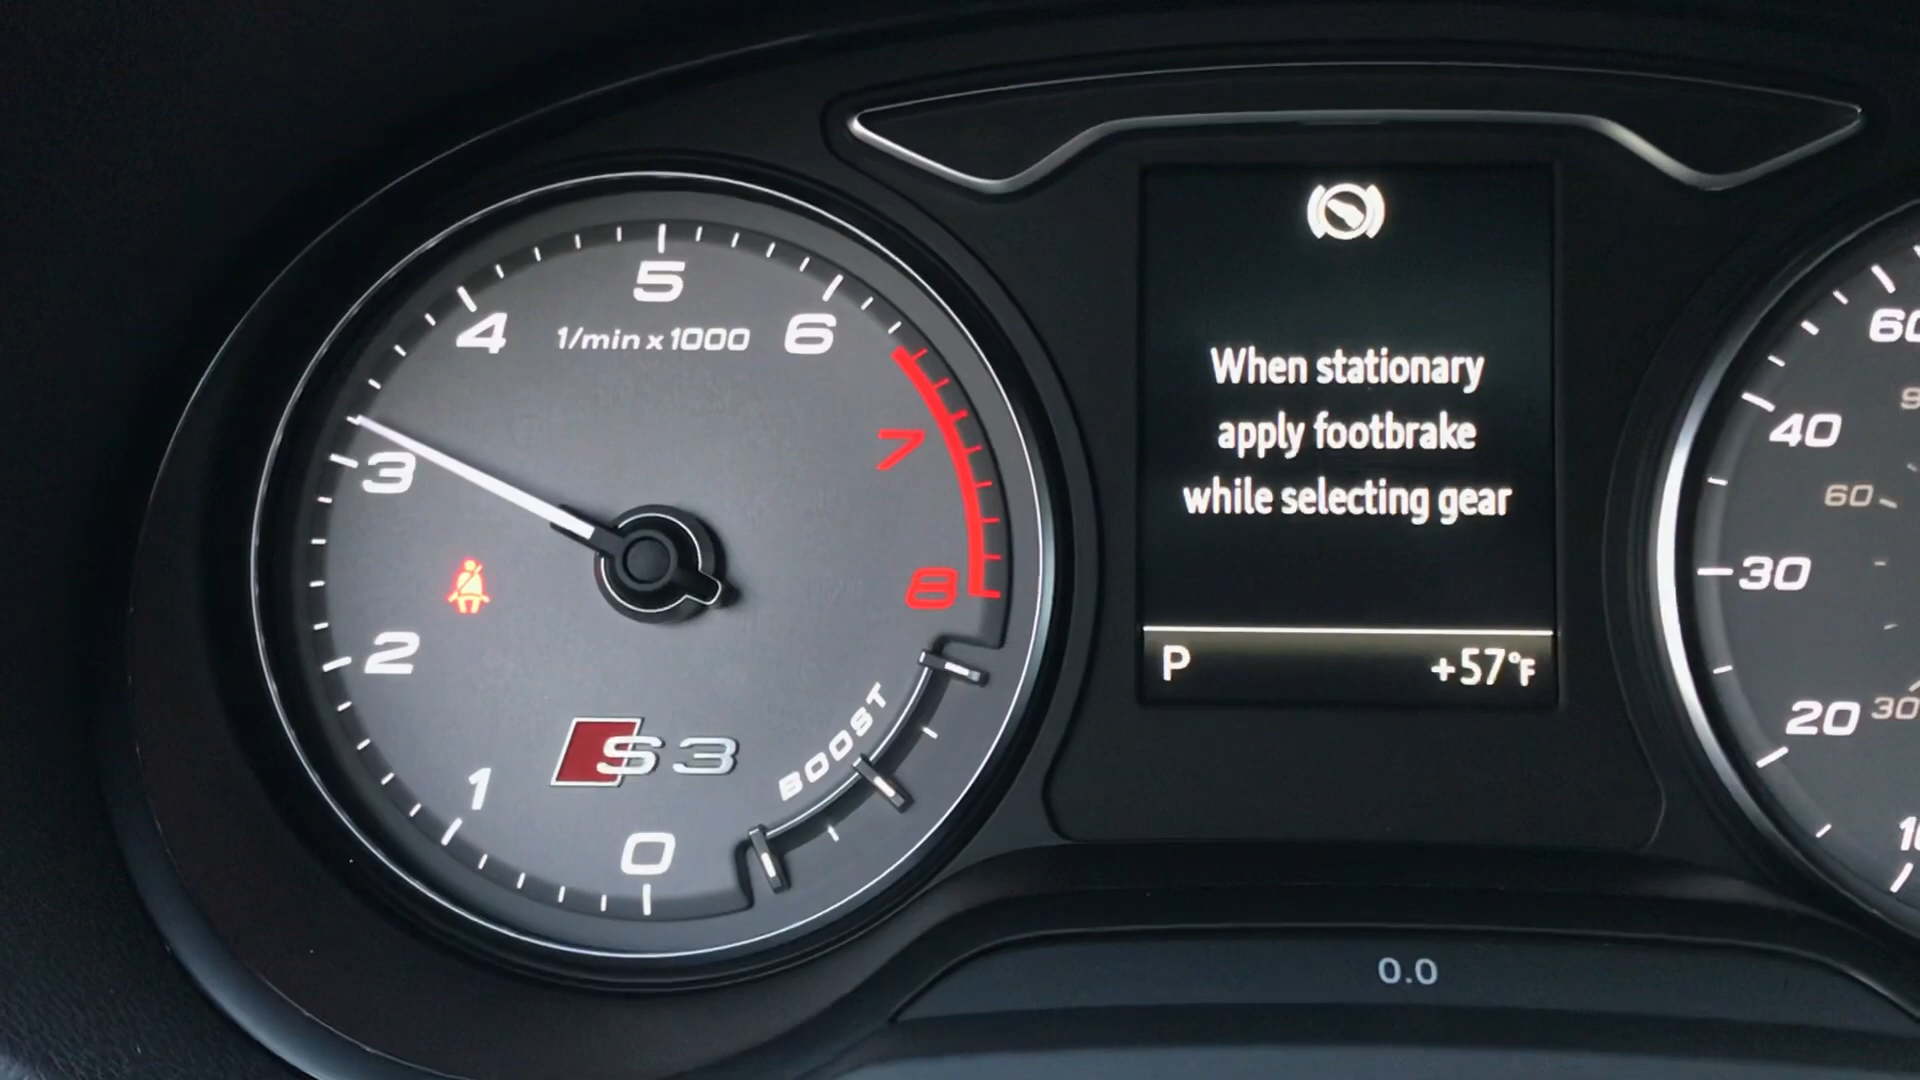 5
4
1/min x 1000
6
3
7
2
8
1
0
S3
BOOST
When stationary
apply footbrake
while selecting gear
P
+57°F
60
40
60
30
20
30
0.0